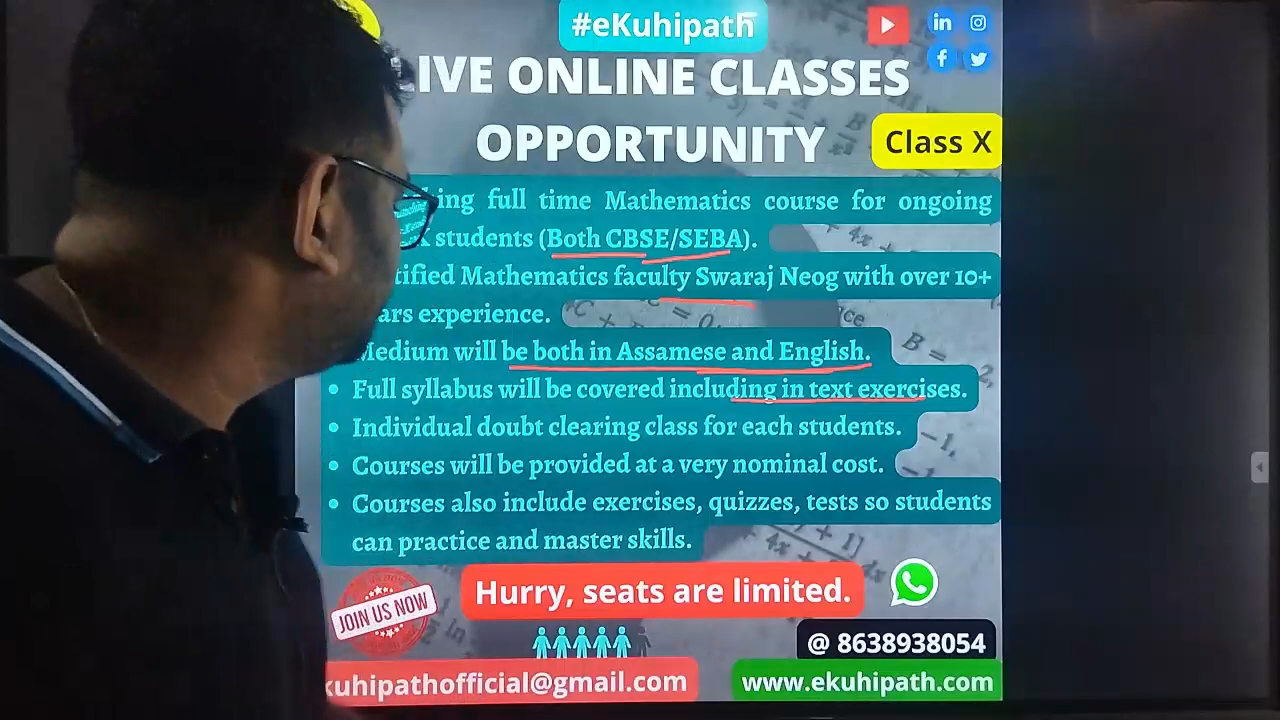 #eKuhipath
IVE ONLINE CLASSES
OPPORTUNITY
Class X
ing full time Mathematics course for ongoing
students (Both CBSE/SEBA).
tified Mathematics faculty Swaraj Neog with over 10+
ars experience.
Medium will be both in Assamese and English.
• Full syllabus will be covered including in text exercises.
• Individual doubt clearing class for each students.
• Courses will be provided at a very nominal cost.
• Courses also include exercises, quizzes, tests so students
can practice and master skills.
JOIN US NOW
Hurry, seats are limited.
@ 8638938054
kuhipathofficial@gmail.com
www.ekuhipath.com